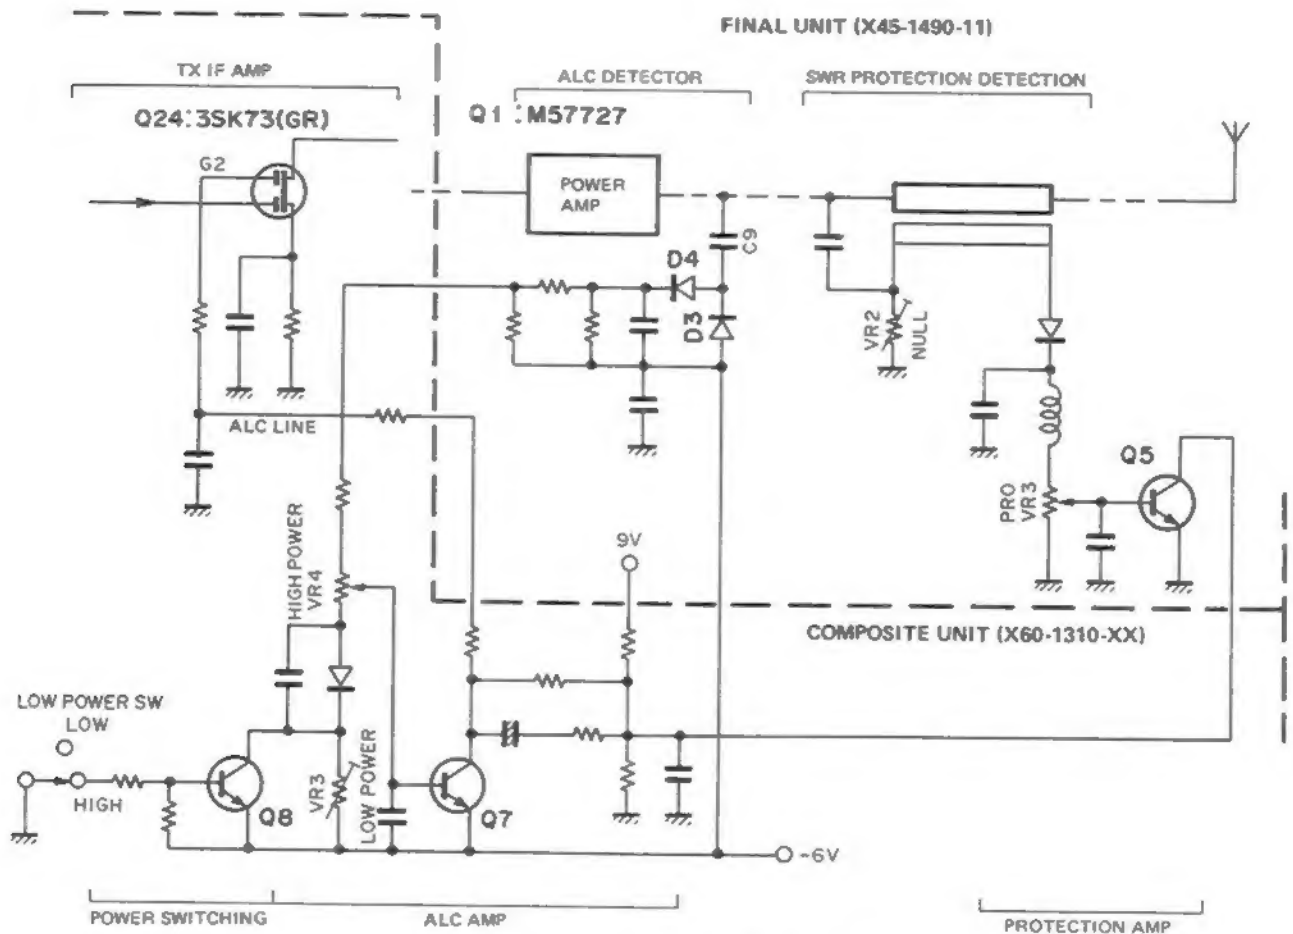 FINAL UNIT (X45-1490-11)
TX IF AMP
ALC DETECTOR
SWR PROTECTION DETECTION
Q24:3SK73(GR)
Q1 :M57727
G2
POWER
AMP
C9
D4
D3
VR2
NULL
ALC LINE
Q5
PRO
VR3
9V
HIGH POWER
VR4
COMPOSITE UNIT (X60-1310-XX)
LOW POWER SW
LOW
HIGH
Q8
VR3
LOW POWER
Q7
-6V
POWER SWITCHING
ALC AMP
PROTECTION AMP